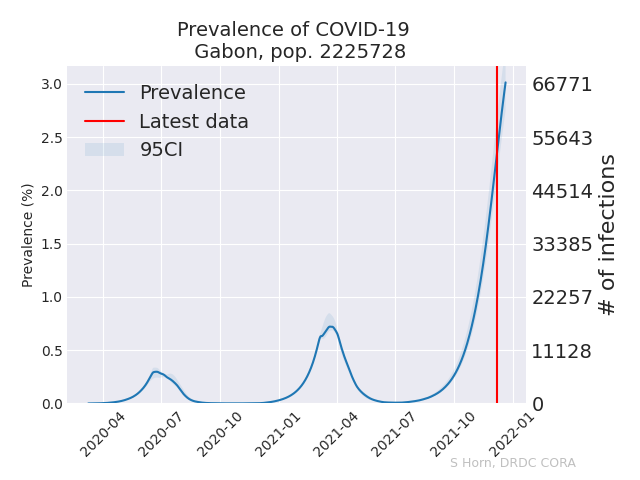 Prevalence of COVID-19
Gabon, pop. 2225728
Prevalence
Latest data
95CI
Prevalence (%)
3.0
2.5
2.0
1.5
1.0
0.5
0.0
66771
55643
44514
33385
22257
11128
0
# of infections
2020-04
2020-07
2020-10
2021-01
2021-04
2021-07
2021-10
2022-01
S Horn, DRDC CORA